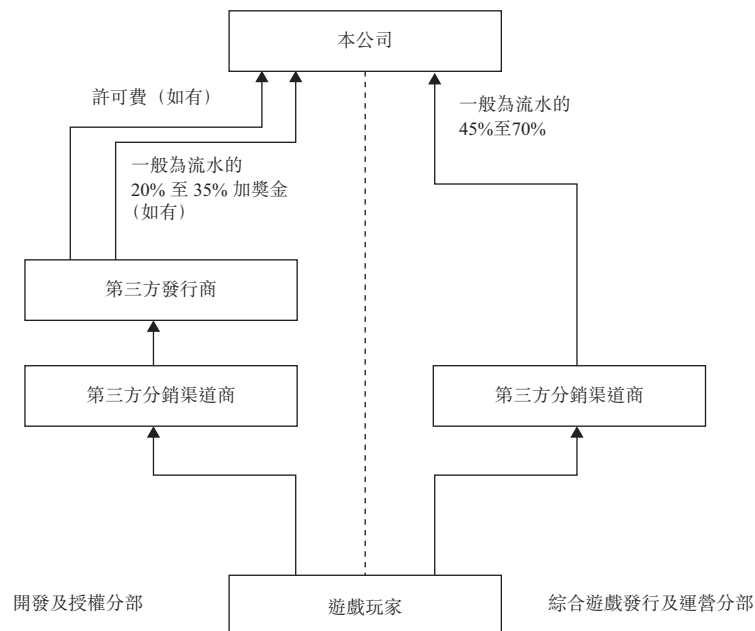 本公司
許可費（如有）
一般為流水的
45%至70%
一般為流水的
20% 至 35% 加獎金
（如有）
第三方發行商
第三方分銷渠道商
第三方分銷渠道商
開發及授權分部
遊戲玩家
綜合遊戲發行及運營分部